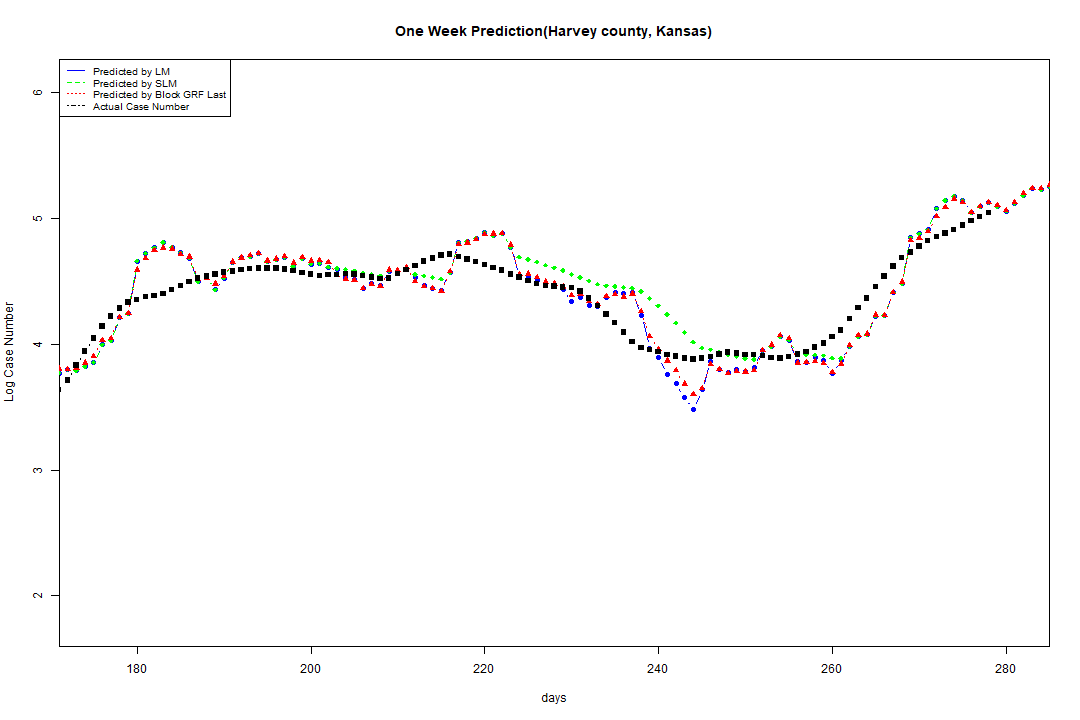 One Week Prediction(Harvey county, Kansas)
Predicted by LM
Predicted by SLM
Predicted by Block GRF Last
Actual Case Number
6
5
4
3
2
Log Case Number
180 200 220 240 260 280
days